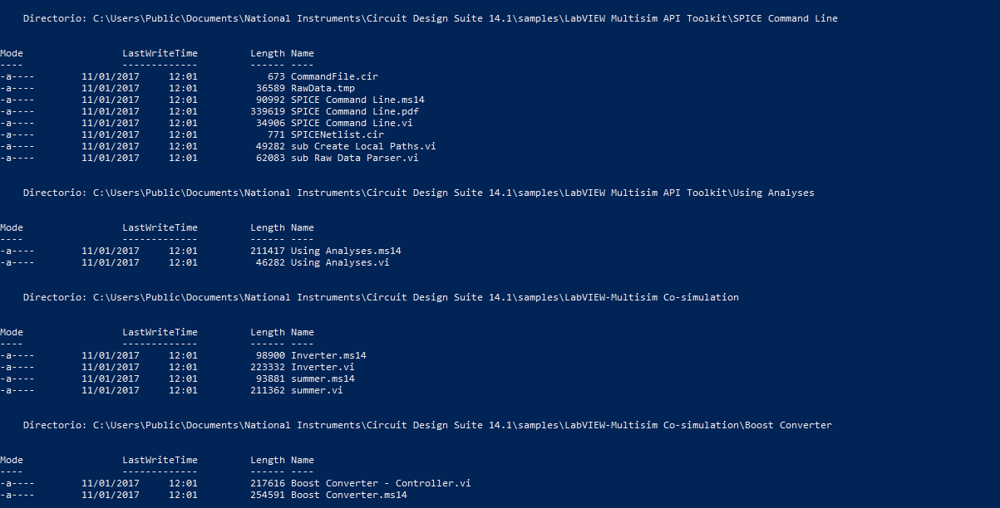 Directorio: C:\Users\Public\Documents\National Instruments\Circuit Design Suite 14.1\samples\LabVIEW Multisim API Toolkit\SPICE Command Line
Mode LastWriteTime Length Name
---- ------------- ------ ----
-a---- 11/01/2017 12:01 673 CommandFile.cir
-a---- 11/01/2017 12:01 36589 RawData.tmp
-a---- 11/01/2017 12:01 90992 SPICE Command Line.ms14
-a---- 11/01/2017 12:01 339619 SPICE Command Line.pdf
-a---- 11/01/2017 12:01 34906 SPICE Command Line.vi
-a---- 11/01/2017 12:01 771 SPICENetlist.cir
-a---- 11/01/2017 12:01 49282 sub Create Local Paths.vi
-a---- 11/01/2017 12:01 62083 sub Raw Data Parser.vi
Directorio: C:\Users\Public\Documents\National Instruments\Circuit Design Suite 14.1\samples\LabVIEW Multisim API Toolkit\Using Analyses
Mode LastWriteTime Length Name
---- ------------- ------ ----
-a---- 11/01/2017 12:01 211417 Using Analyses.ms14
-a---- 11/01/2017 12:01 46282 Using Analyses.vi
Directorio: C:\Users\Public\Documents\National Instruments\Circuit Design Suite 14.1\samples\LabVIEW-Multisim Co-simulation
Mode LastWriteTime Length Name
---- ------------- ------ ----
-a---- 11/01/2017 12:01 98900 Inverter.ms14
-a---- 11/01/2017 12:01 223332 Inverter.vi
-a---- 11/01/2017 12:01 93881 summer.ms14
-a---- 11/01/2017 12:01 211362 summer.vi
Directorio: C:\Users\Public\Documents\National Instruments\Circuit Design Suite 14.1\samples\LabVIEW-Multisim Co-simulation\Boost Converter
Mode LastWriteTime Length Name
---- ------------- ------ ----
-a---- 11/01/2017 12:01 217616 Boost Converter - Controller.vi
-a---- 11/01/2017 12:01 254591 Boost Converter.ms14